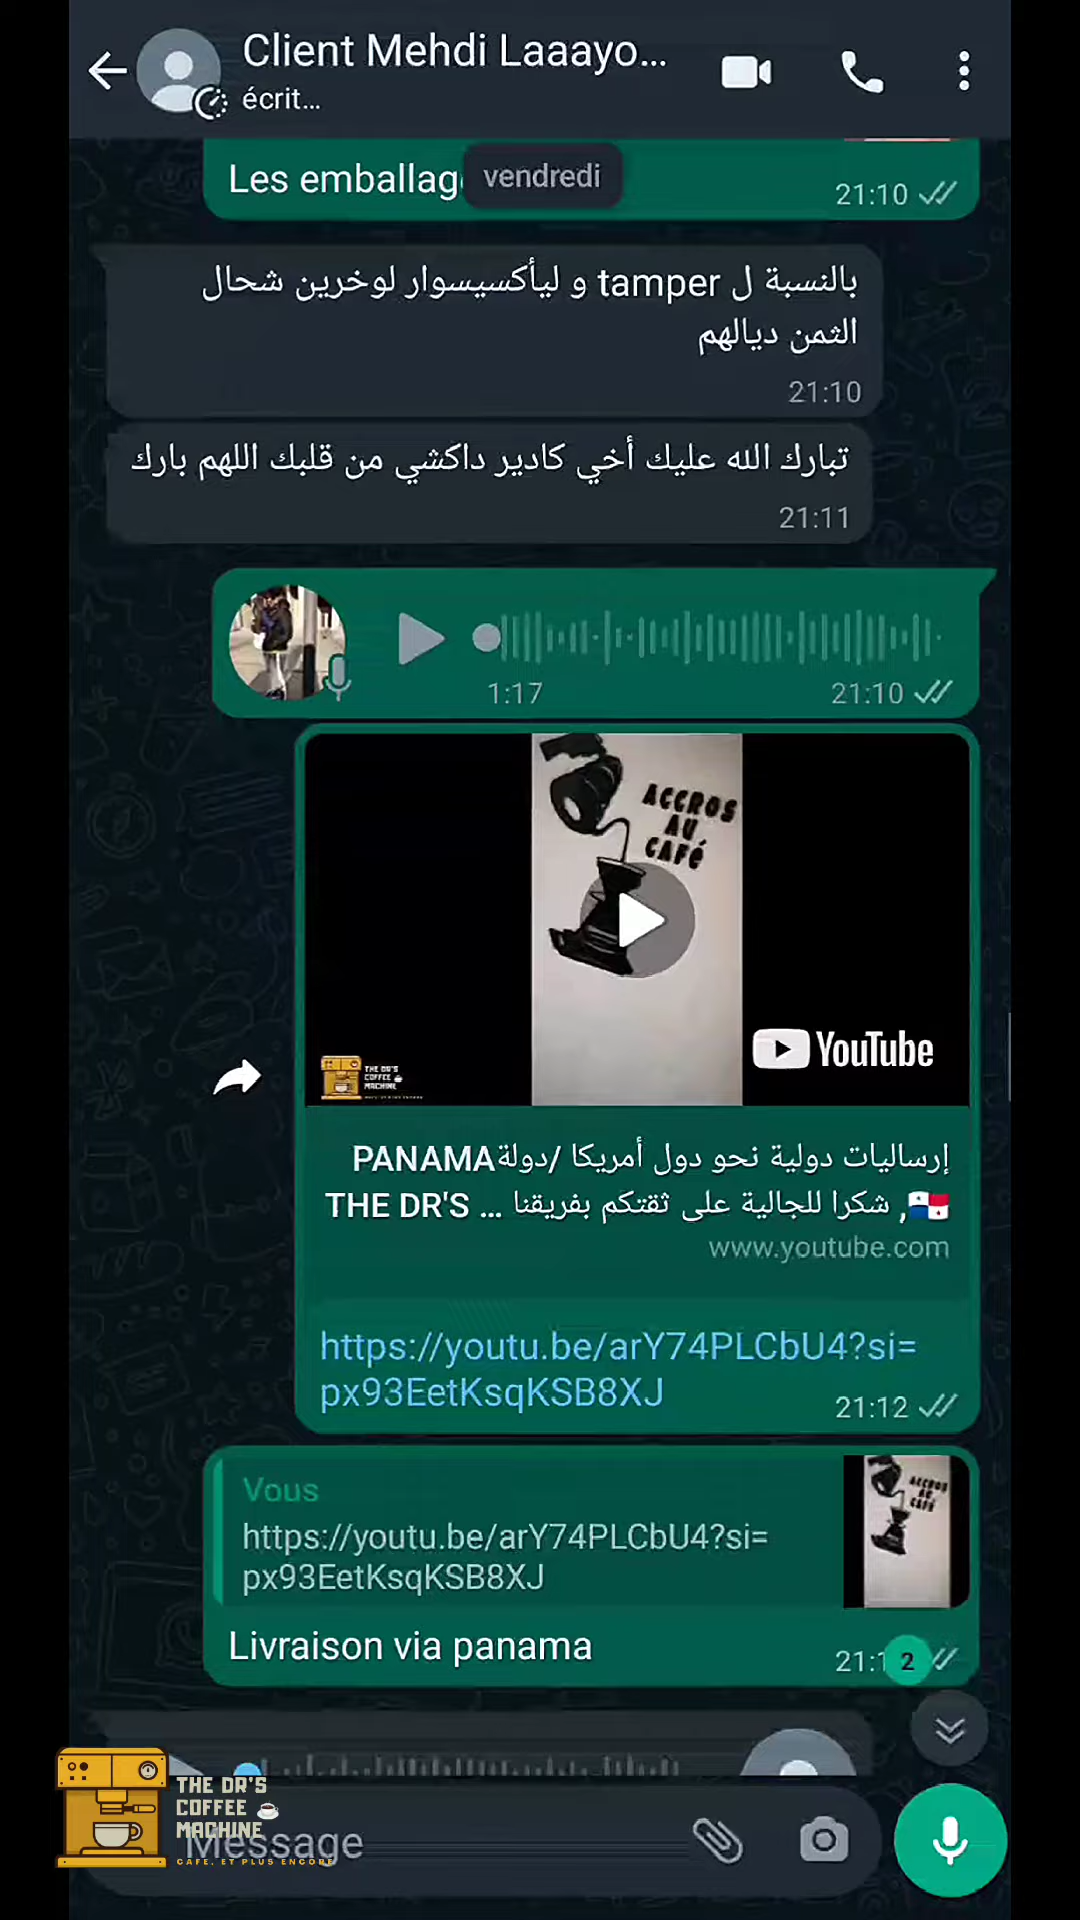 Client Mehdi Laaayo...
écrit...
vendredi
Les emballag
21:10
بالنسبة ل tamper و ليأكسيسوار لوخرين شحال
الثمن ديالهم
21:10
تبارك الله عليك أخي كادير داكشي من قلبك اللهم بارك
21:11
1:17
21:10
ACCROS
AU
CAFÉ
YouTube
THE DR'S
COFFEE
MACHINE
إرساليات دولية نحو دول أمريكا /دولةPANAMA
🇵🇦, شكرا للجالية على ثقتكم بفريقنا ... THE DR'S
www.youtube.com
https://youtu.be/arY74PLCbU4?si=
px93EetKsqKSB8XJ
21:12
Vous
https://youtu.be/arY74PLCbU4?si=
px93EetKsqKSB8XJ
ACCROS
AU
CAFÉ
Livraison via panama
21:1
2
THE DR'S
COFFEE
MACHINE
CAFE, ET PLUS ENCORE
Message